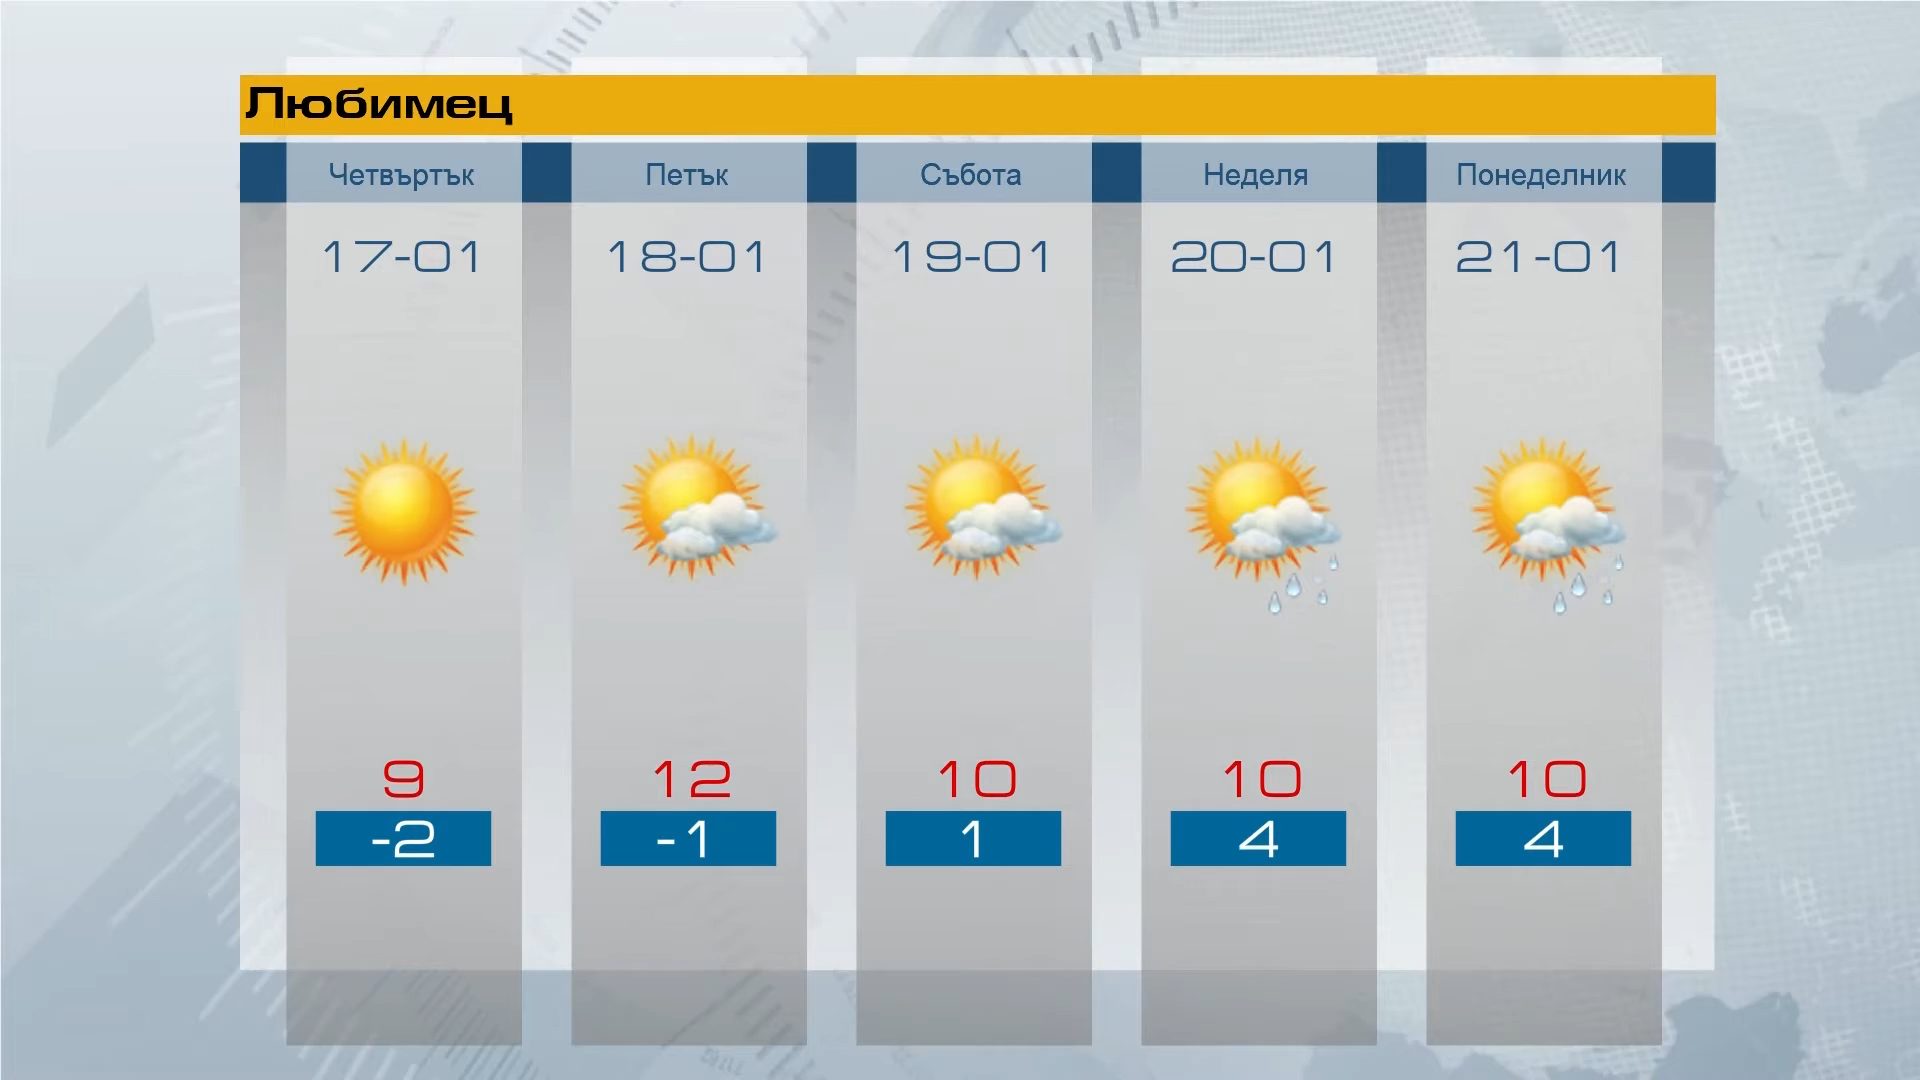 Любимец
Четвъртък Петък Събота Неделя Понеделник
17-01 18-01 19-01 20-01 21-01
9 12 10 10 10
-2 -1 1 4 4